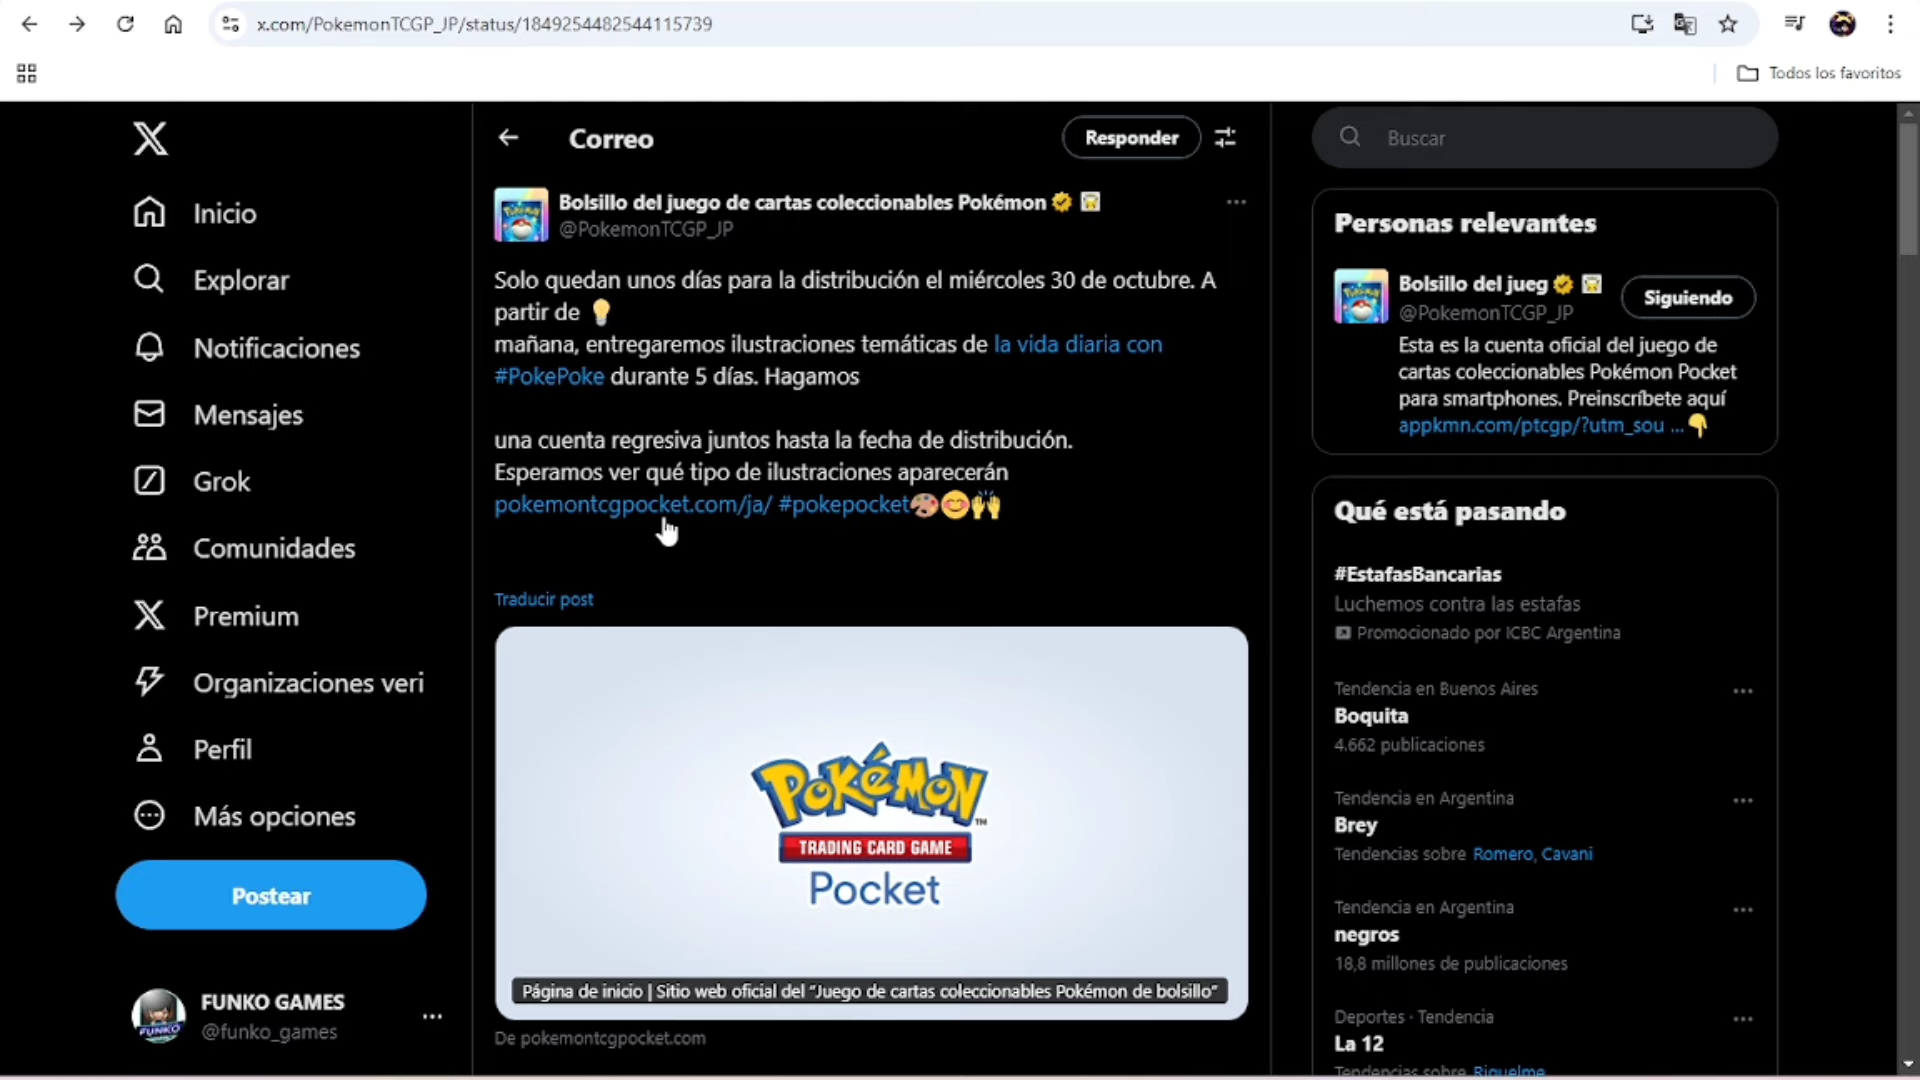 x.com/PokemonTCGP_JP/status/1849254482544115739
Todos los favoritos
Inicio
Explorar
Notificaciones
Mensajes
Grok
Comunidades
Premium
Organizaciones veri
Perfil
Más opciones
Postear
FUNKO GAMES
@funko_games
Correo
Responder
Bolsillo del juego de cartas coleccionables Pokémon
@PokemonTCGP_JP
Solo quedan unos días para la distribución el miércoles 30 de octubre. A
partir de 💡
mañana, entregaremos ilustraciones temáticas de la vida diaria con
#PokePoke durante 5 días. Hagamos
una cuenta regresiva juntos hasta la fecha de distribución.
Esperamos ver qué tipo de ilustraciones aparecerán
pokemontcgpocket.com/ja/ #pokepocket🎨😊🙌
Traducir post
POKéMON
TM
TRADING CARD GAME
Pocket
Página de inicio | Sitio web oficial del "Juego de cartas coleccionables Pokémon de bolsillo"
De pokemontcgpocket.com
Buscar
Personas relevantes
Bolsillo del jueg
@PokemonTCGP_JP
Siguiendo
Esta es la cuenta oficial del juego de
cartas coleccionables Pokémon Pocket
para smartphones. Preinscríbete aquí
appkmn.com/ptcgp/?utm_sou ... 👇
Qué está pasando
#EstafasBancarias
Luchemos contra las estafas
Promocionado por ICBC Argentina
Tendencia en Buenos Aires
Boquita
4.662 publicaciones
Tendencia en Argentina
Brey
Tendencias sobre Romero, Cavani
Tendencia en Argentina
negros
18,8 millones de publicaciones
Deportes · Tendencia
La 12
Tendencias sobre Riquelme